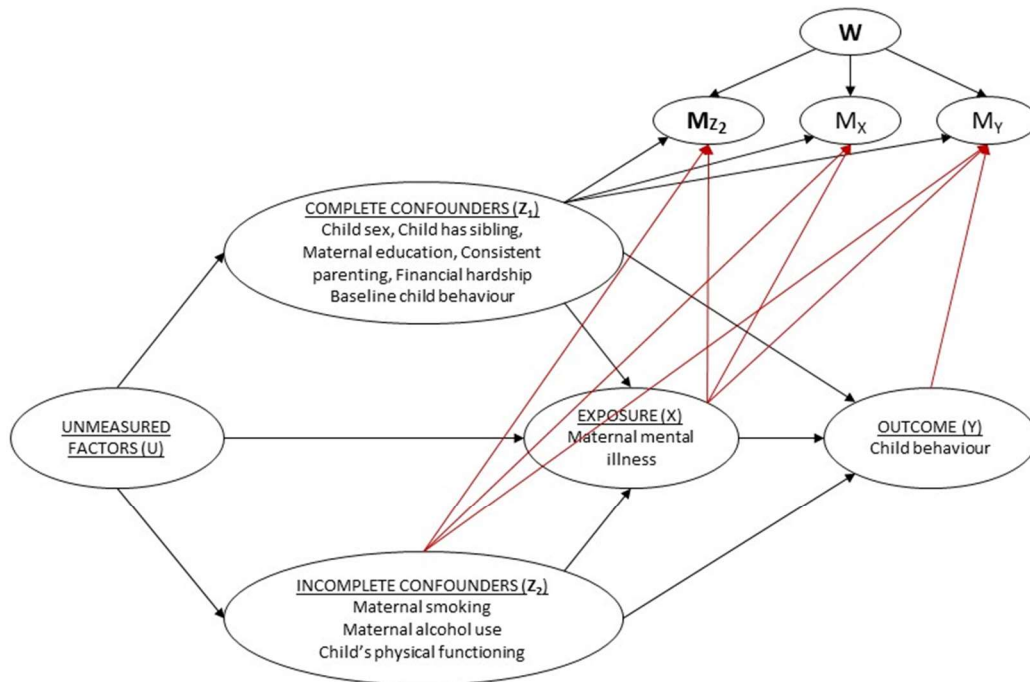 W
MZ2
MX
MY
COMPLETE CONFOUNDERS (Z1)
Child sex, Child has sibling,
Maternal education, Consistent
parenting, Financial hardship
Baseline child behaviour
UNMEASURED
FACTORS (U)
EXPOSURE (X)
Maternal mental
illness
OUTCOME (Y)
Child behaviour
INCOMPLETE CONFOUNDERS (Z2)
Maternal smoking
Maternal alcohol use
Child's physical functioning